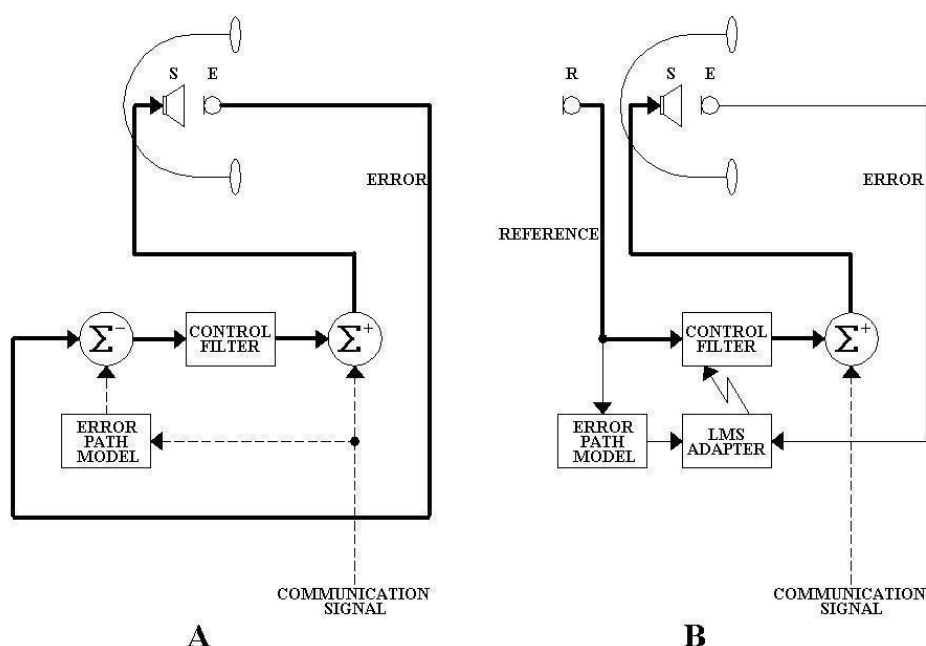 S E
ERROR
Σ⁻
CONTROL
FILTER
Σ⁺
ERROR
PATH
MODEL
COMMUNICATION
SIGNAL
A
R S E
ERROR
REFERENCE
CONTROL
FILTER
Σ⁺
ERROR
PATH
MODEL
LMS
ADAPTER
COMMUNICATION
SIGNAL
B